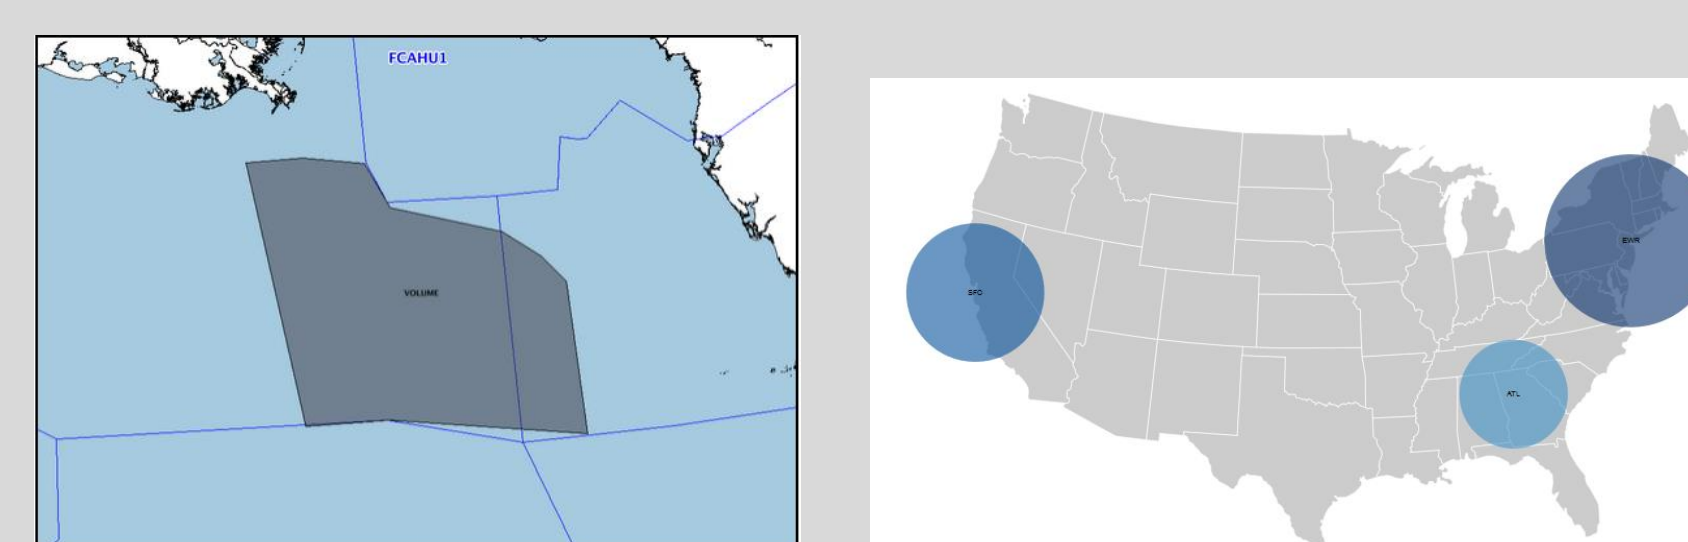 FCAHU1
VOLUME
EWR
SFO
ATL